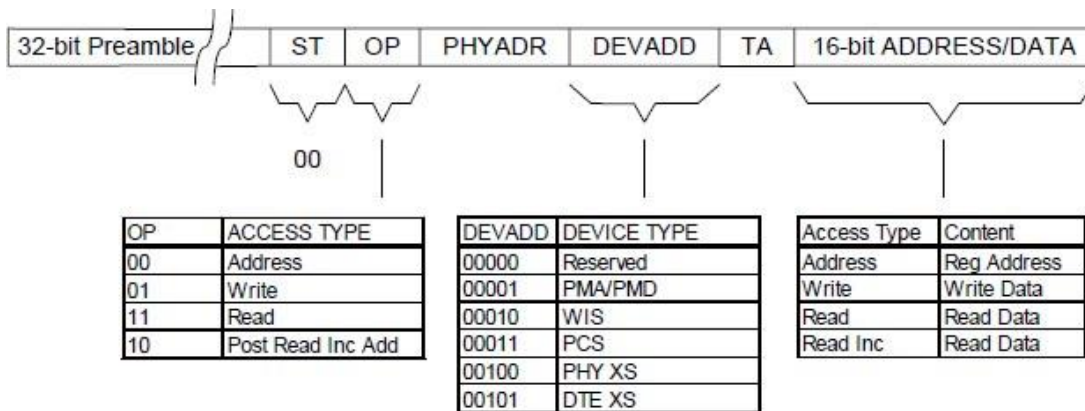 32-bit Preamble ST OP PHYADR DEVADD TA 16-bit ADDRESS/DATA
00
OP ACCESS TYPE
00 Address
01 Write
11 Read
10 Post Read Inc Add
DEVADD DEVICE TYPE
00000 Reserved
00001 PMA/PMD
00010 WIS
00011 PCS
00100 PHY XS
00101 DTE XS
Access Type Content
Address Reg Address
Write Write Data
Read Read Data
Read Inc Read Data